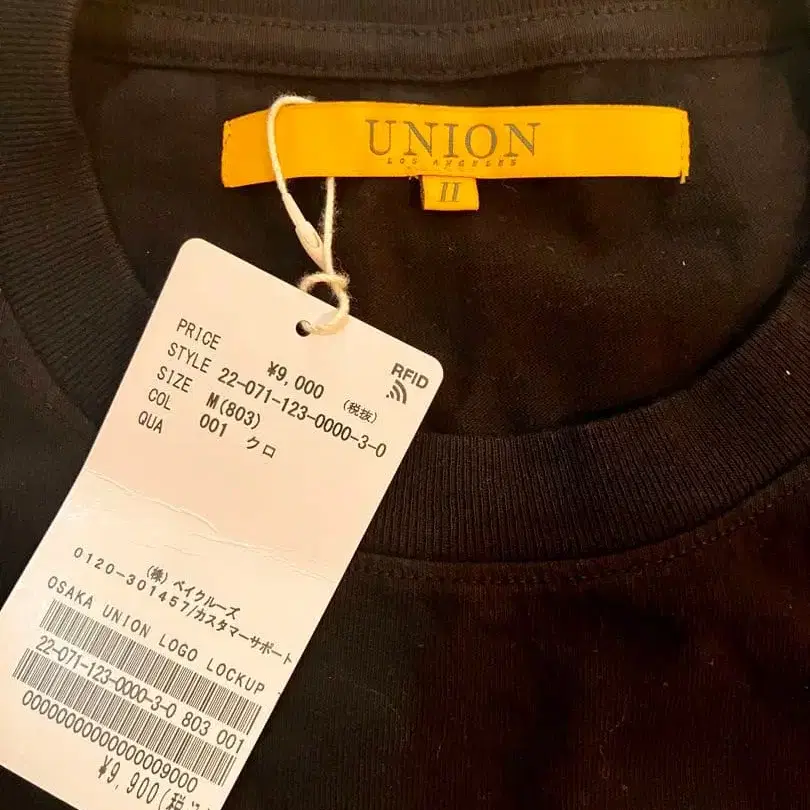 UNION
LOS ANGELES
II
RFID
PRICE ¥9,000 (税抜)
STYLE 22-071-123-0000-3-0
SIZE M(803)
COL 001 クロ
QUA
(株) ベイクルーズ
0120-301457/カスタマーサポート
OSAKA UNION LOGO LOCKUP
22-071-123-0000-3-0 803 001
0000000000000009000
¥9,900(税